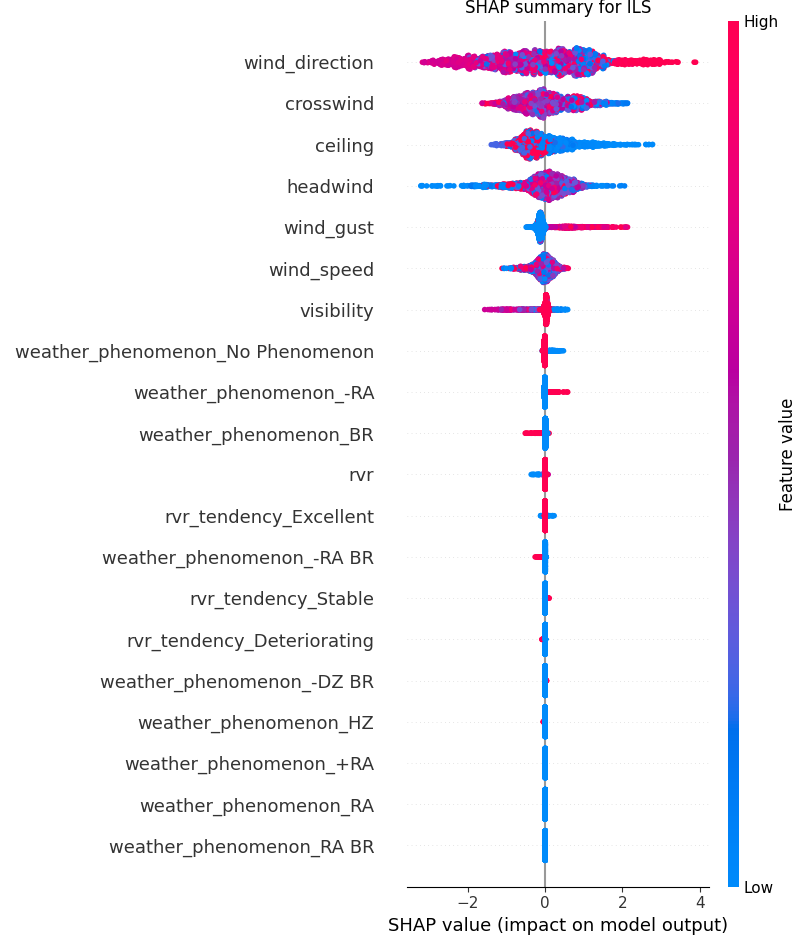 SHAP summary for ILS
High
wind_direction
crosswind
ceiling
headwind
wind_gust
wind_speed
visibility
weather_phenomenon_No Phenomenon
weather_phenomenon_-RA
weather_phenomenon_BR
rvr
rvr_tendency_Excellent
weather_phenomenon_-RA BR
rvr_tendency_Stable
rvr_tendency_Deteriorating
weather_phenomenon_-DZ BR
weather_phenomenon_HZ
weather_phenomenon_+RA
weather_phenomenon_RA
weather_phenomenon_RA BR
Feature value
Low
−2 0 2 4
SHAP value (impact on model output)